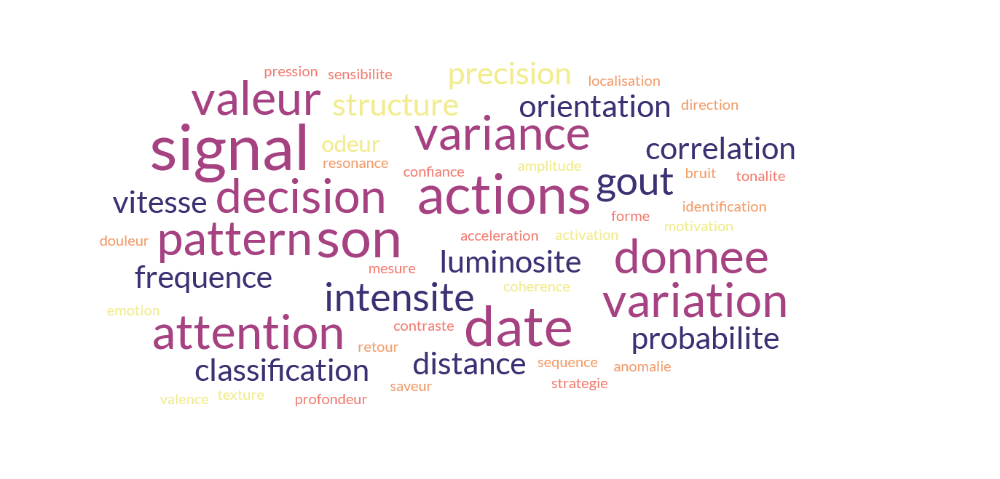 pression
sensibilite
precision
localisation
valeur
structure
orientation
direction
signal
odeur
variance
correlation
resonance
confiance
amplitude
gout
bruit
tonalite
vitesse
decision
actions
forme
identification
douleur
pattern
son
acceleration
activation
motivation
frequence
mesure
luminosite
donnee
emotion
intensite
coherence
variation
attention
contraste
date
probabilite
retour
classification
distance
sequence
anomalie
valence
texture
profondeur
saveur
strategie